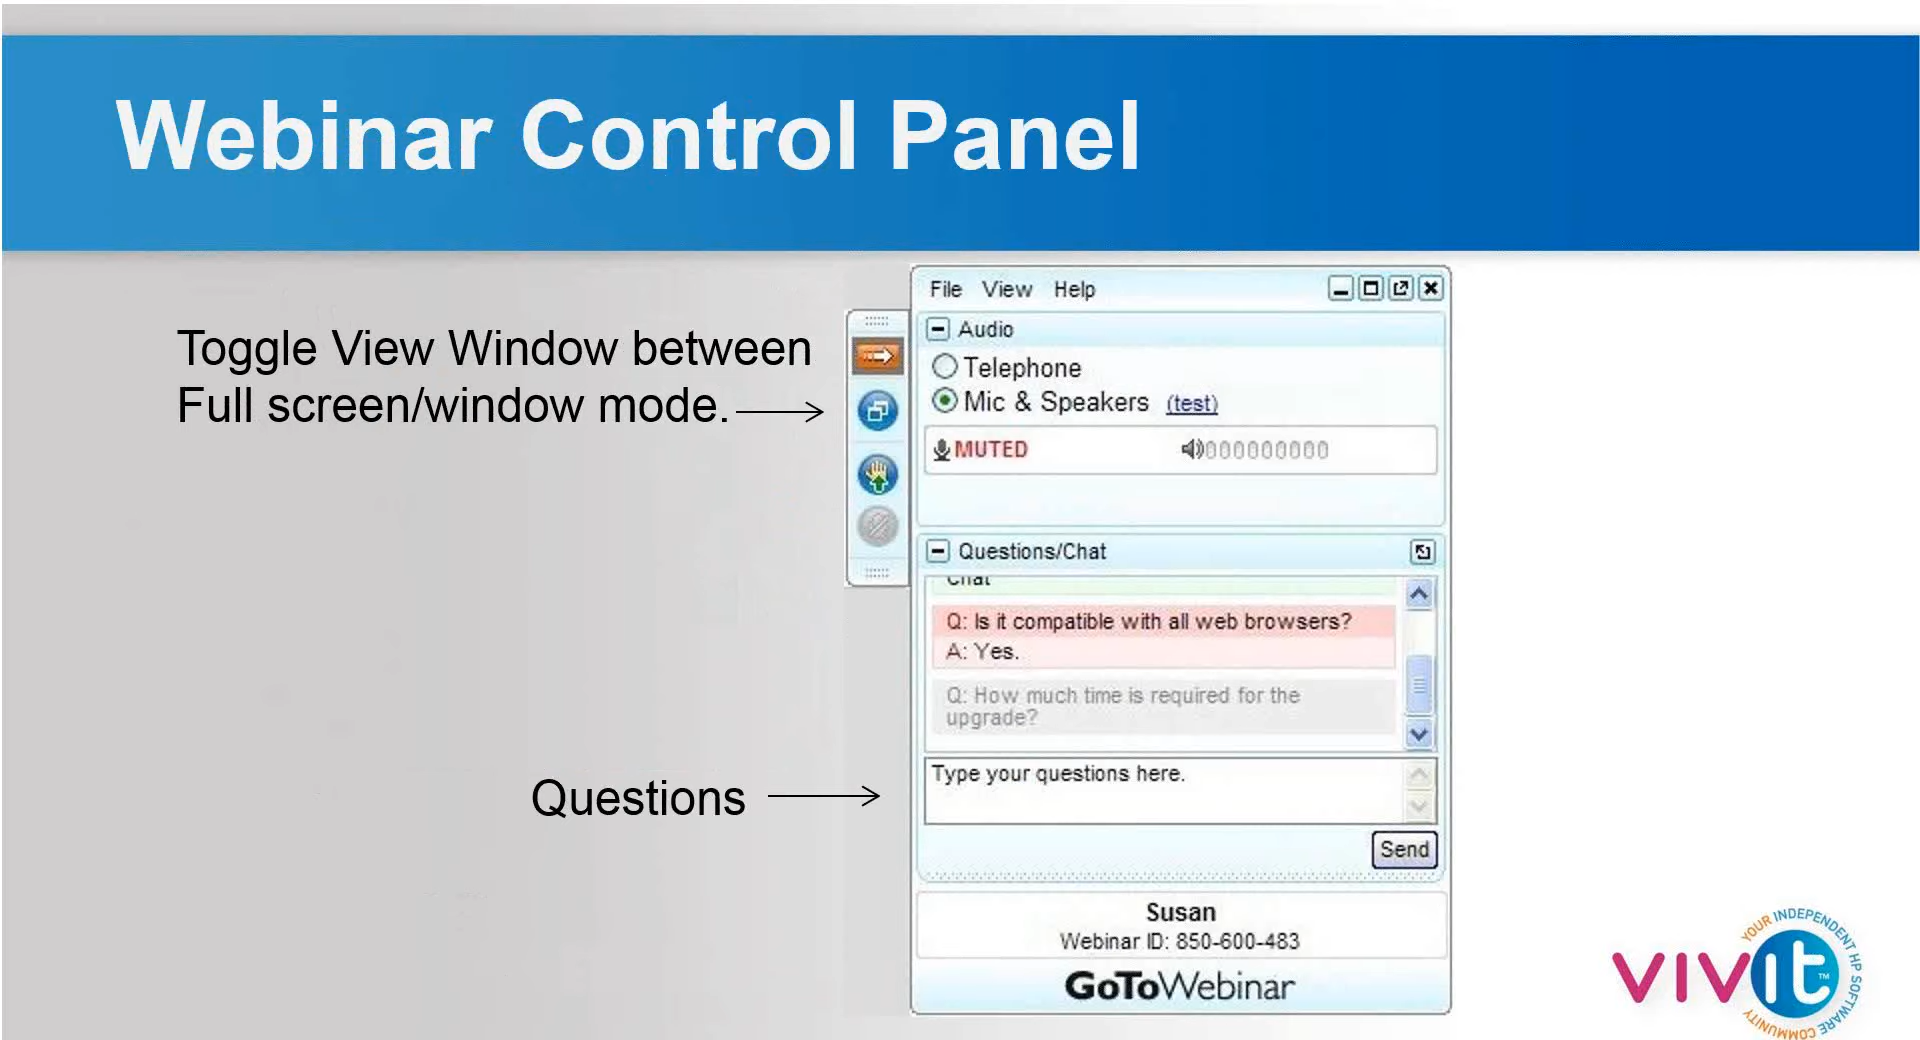 Webinar Control Panel
Toggle View Window between
Full screen/window mode.
File View Help
Audio
Telephone
Mic & Speakers (test)
MUTED
Questions/Chat
Chat
Q: Is it compatible with all web browsers?
A: Yes.
Q: How much time is required for the
upgrade?
Questions
Type your questions here.
Send
Susan
Webinar ID: 850-600-483
GoToWebinar
vivit™
YOUR INDEPENDENT HP SOFTWARE COMMUNITY